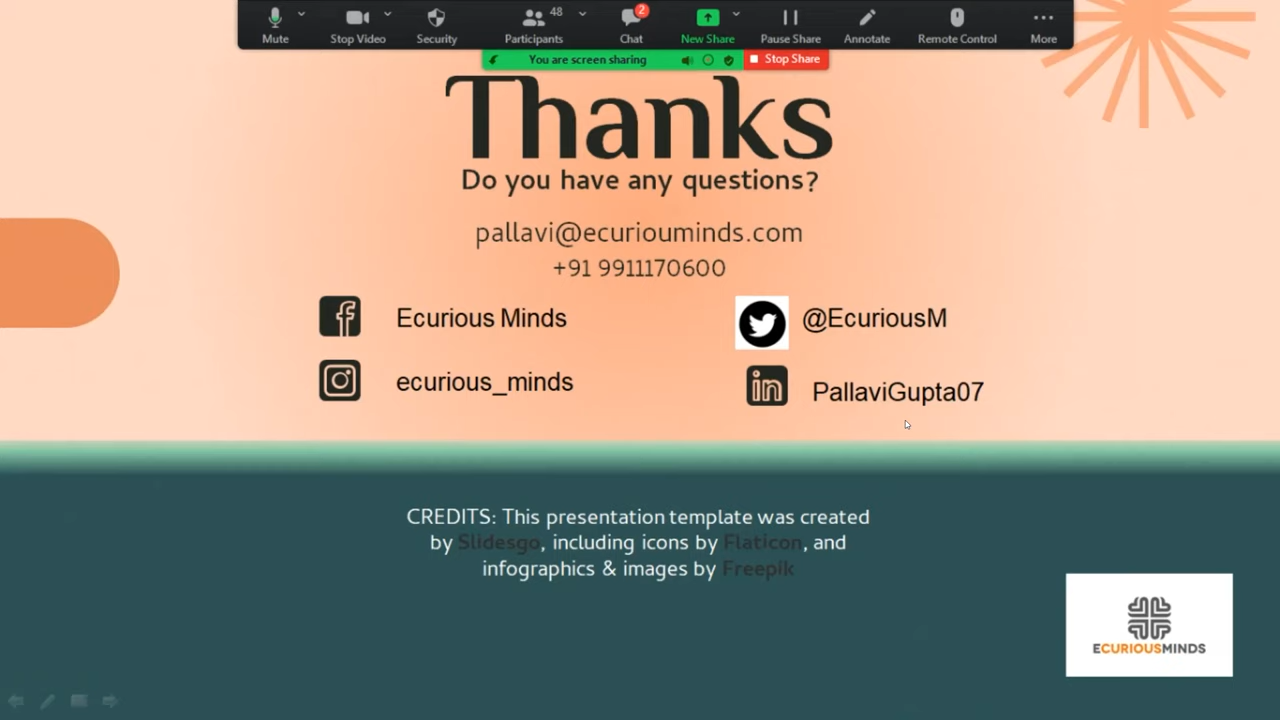 48
2
Mute
Stop Video
Security
Participants
Chat
New Share
Pause Share
Annotate
Remote Control
More
You are screen sharing
Stop Share
Thanks
Do you have any questions?
pallavi@ecuriouminds.com
+91 9911170600
Ecurious Minds
@EcuriousM
ecurious_minds
in
PallaviGupta07
CREDITS: This presentation template was created
by Slidesgo, including icons by Flaticon, and
infographics & images by Freepik
ECURIOUSMINDS